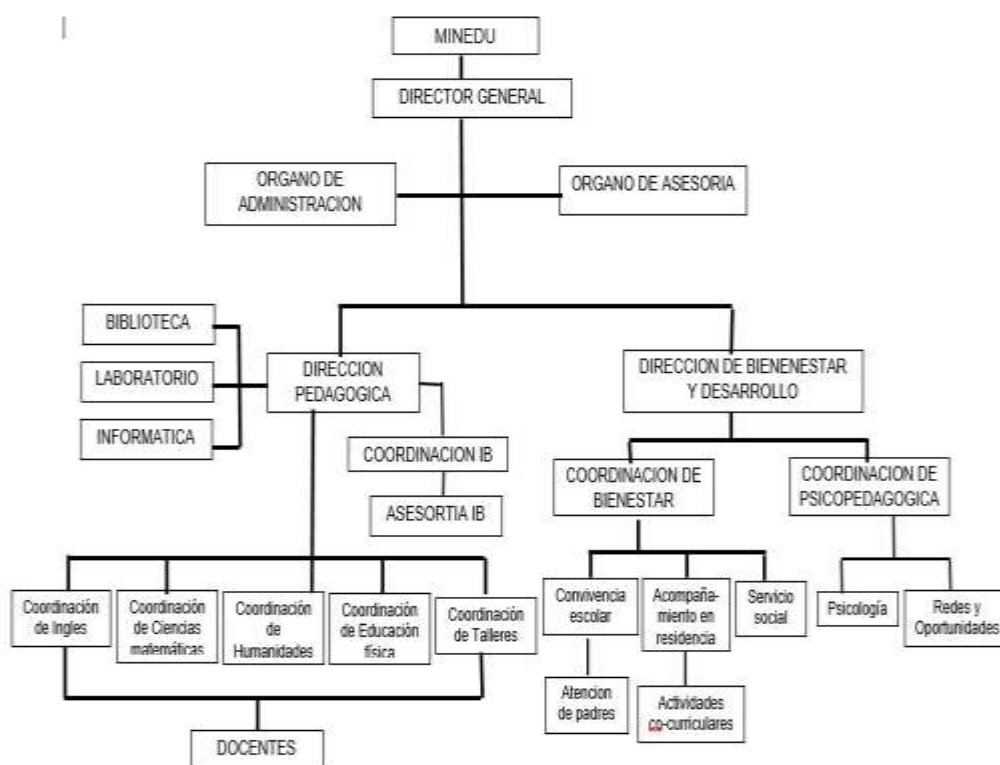 MINEDU
DIRECTOR GENERAL
ORGANO DE
ADMINISTRACION
ORGANO DE ASESORIA
BIBLIOTECA
LABORATORIO
INFORMATICA
DIRECCION
PEDAGOGICA
DIRECCION DE BIENENESTAR
Y DESARROLLO
COORDINACION IB
ASESORTIA IB
COORDINACION DE
BIENESTAR
COORDINACION DE
PSICOPEDAGOGICA
Coordinación
de Ingles
Coordinación
de Ciencias
matemáticas
Coordinación
de
Humanidades
Coordinación
de Educación
física
Coordinación
de Talleres
Convivencia
escolar
Acompaña-
miento en
residencia
Servicio
social
Psicología
Redes y
Oportunidades
Atencion
de padres
Actividades
co-curriculares
DOCENTES